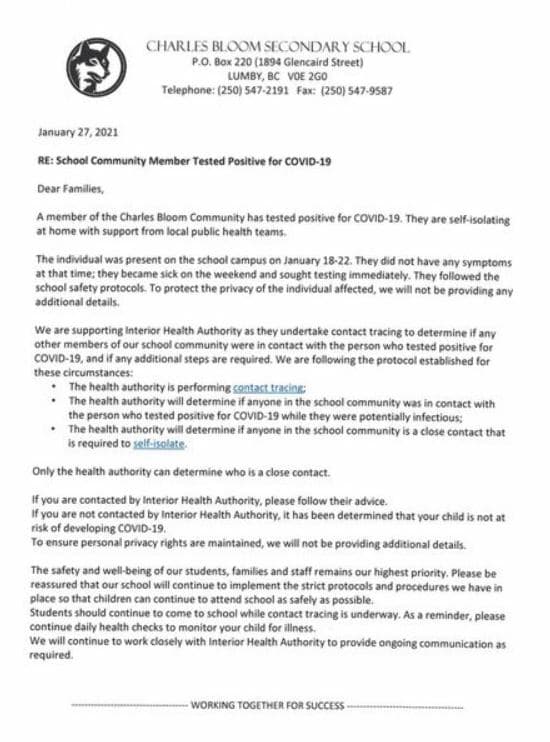 CHARLES BLOOM SECONDARY SCHOOL
P.O. Box 220 (1894 Glencaird Street)
LUMBY, BC V0E 2G0
Telephone: (250) 547-2191 Fax: (250) 547-9587
January 27, 2021
RE: School Community Member Tested Positive for COVID-19
Dear Families,
A member of the Charles Bloom Community has tested positive for COVID-19. They are self-isolating
at home with support from local public health teams.
The individual was present on the school campus on January 18-22. They did not have any symptoms
at that time; they became sick on the weekend and sought testing immediately. They followed the
school safety protocols. To protect the privacy of the individual affected, we will not be providing any
additional details.
We are supporting Interior Health Authority as they undertake contact tracing to determine if any
other members of our school community were in contact with the person who tested positive for
COVID-19, and if any additional steps are required. We are following the protocol established for
these circumstances:
• The health authority is performing contact tracing;
• The health authority will determine if anyone in the school community was in contact with
the person who tested positive for COVID-19 while they were potentially infectious;
• The health authority will determine if anyone in the school community is a close contact that
is required to self-isolate.
Only the health authority can determine who is a close contact.
If you are contacted by Interior Health Authority, please follow their advice.
If you are not contacted by Interior Health Authority, it has been determined that your child is not at
risk of developing COVID-19.
To ensure personal privacy rights are maintained, we will not be providing additional details.
The safety and well-being of our students, families and staff remains our highest priority. Please be
reassured that our school will continue to implement the strict protocols and procedures we have in
place so that children can continue to attend school as safely as possible.
Students should continue to come to school while contact tracing is underway. As a reminder, please
continue daily health checks to monitor your child for illness.
We will continue to work closely with Interior Health Authority to provide ongoing communication as
required.
------------------------------ WORKING TOGETHER FOR SUCCESS ------------------------------